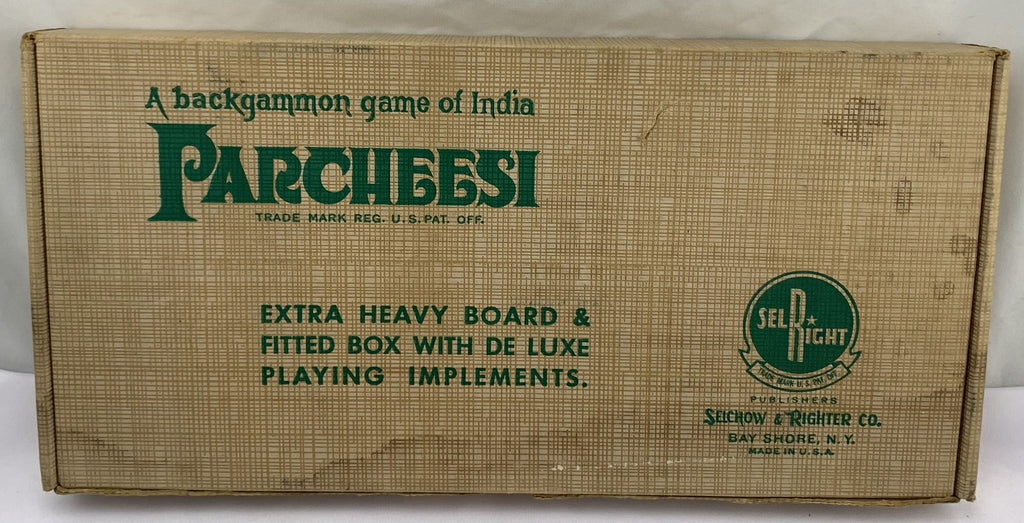 A backgammon game of India
PARCHEESI
TRADE MARK REG. U.S. PAT. OFF.
EXTRA HEAVY BOARD &
FITTED BOX WITH DE LUXE
PLAYING IMPLEMENTS.
SEL RIGHT
TRADE MARK U. S. PAT. OFF.
PUBLISHERS
SELCHOW & RIGHTER CO.
BAY SHORE, N.Y.
MADE IN U.S.A.